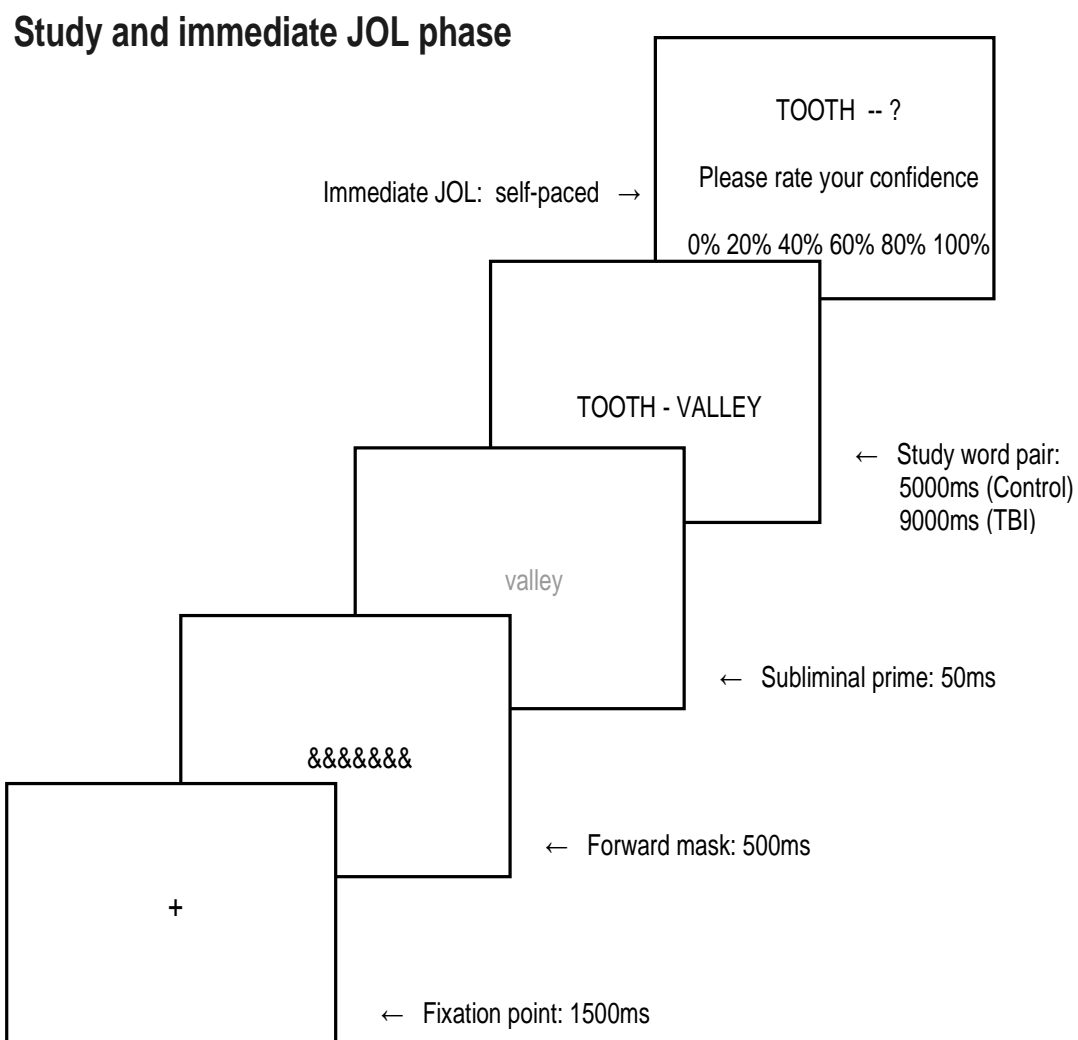 Study and immediate JOL phase
TOOTH -- ?
Please rate your confidence
Immediate JOL: self-paced →
0% 20% 40% 60% 80% 100%
TOOTH - VALLEY
← Study word pair:
5000ms (Control)
9000ms (TBI)
valley
← Subliminal prime: 50ms
&&&&&&&
← Forward mask: 500ms
+
← Fixation point: 1500ms